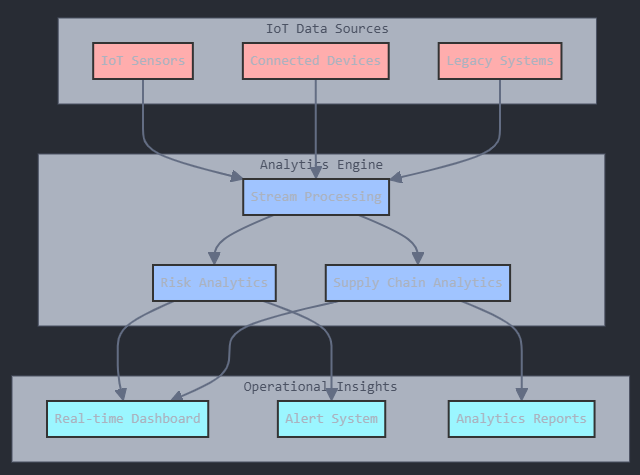 IoT Data Sources
IoT Sensors
Connected Devices
Legacy Systems
Analytics Engine
Stream Processing
Risk Analytics
Supply Chain Analytics
Operational Insights
Real-time Dashboard
Alert System
Analytics Reports